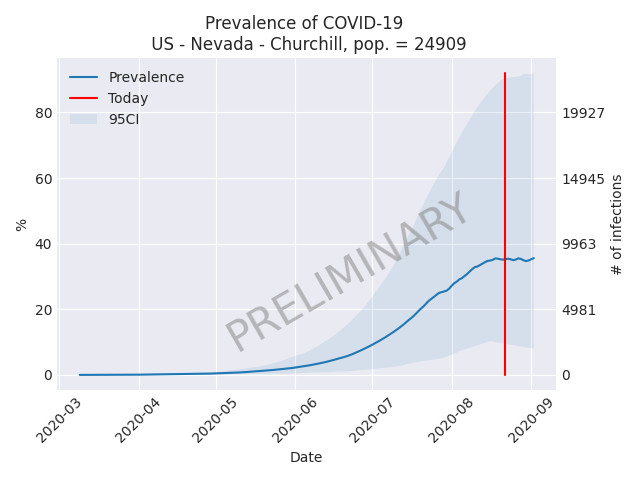 Prevalence of COVID-19
US - Nevada - Churchill, pop. = 24909
Prevalence
Today
95CI
80
60
40
20
0
%
19927
14945
9963
4981
0
# of infections
PRELIMINARY
2020-03
2020-04
2020-05
2020-06
2020-07
2020-08
2020-09
Date